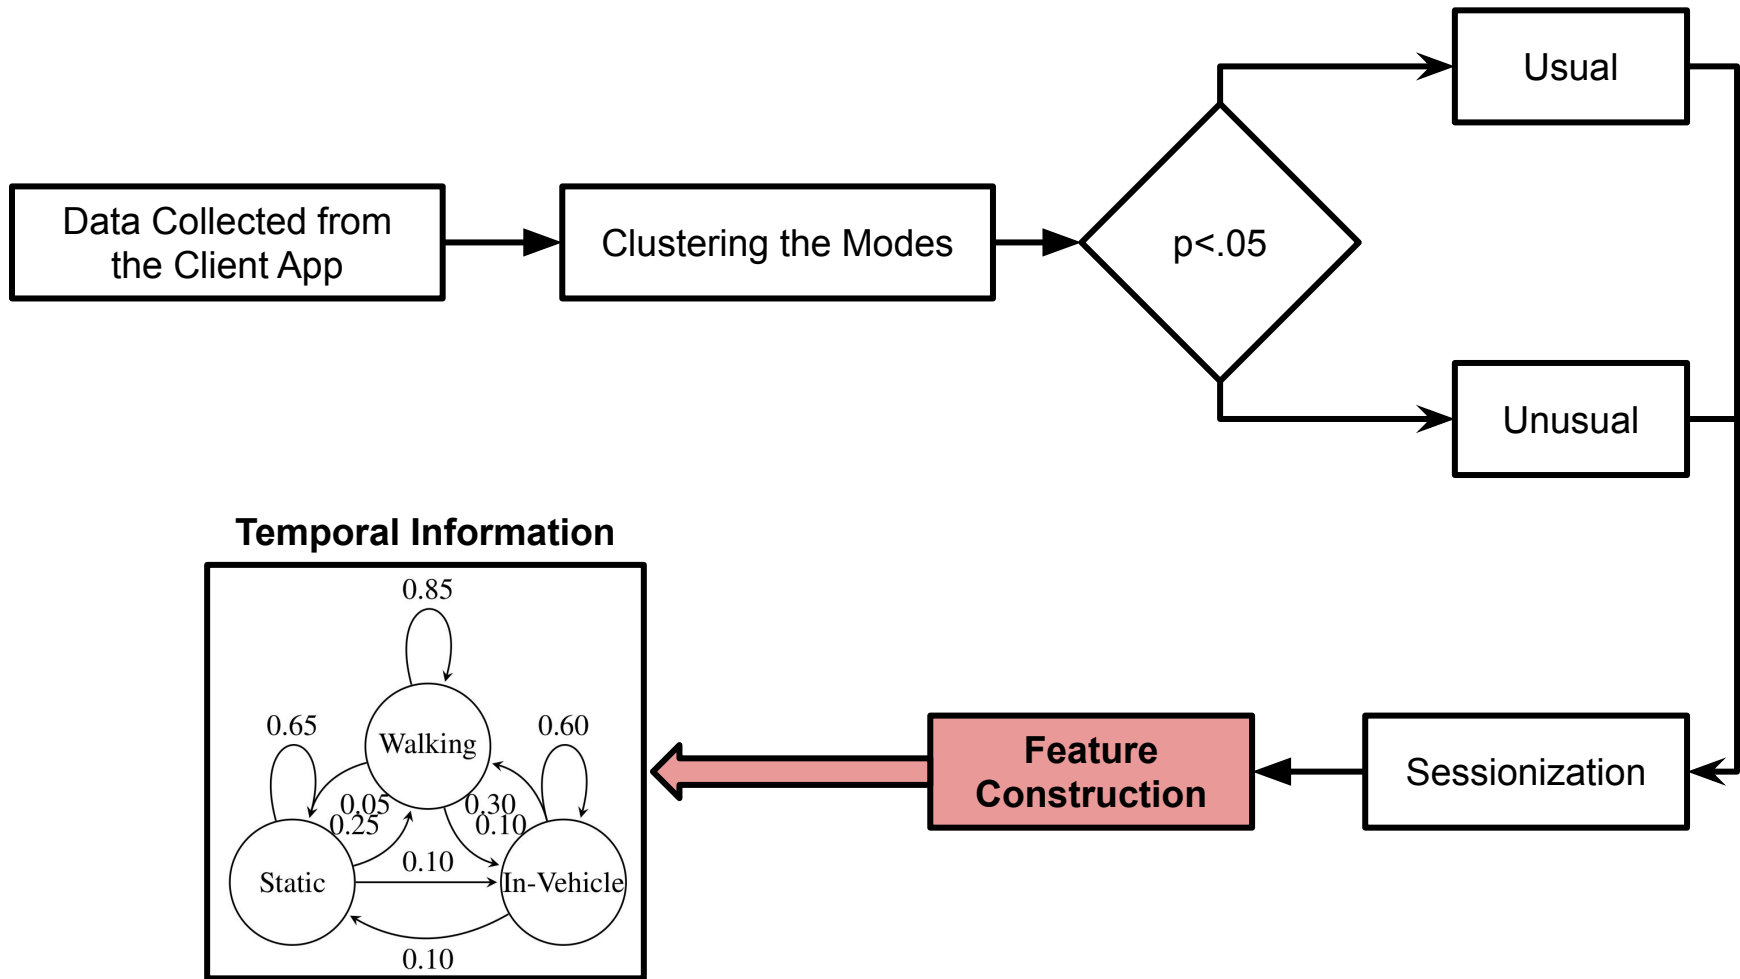 Usual
Data Collected from
the Client App
Clustering the Modes
p<.05
Unusual
Temporal Information
0.85
0.65
Walking
0.60
0.05
0.30
0.25
0.10
0.10
Static
In-Vehicle
0.10
Feature
Construction
Sessionization